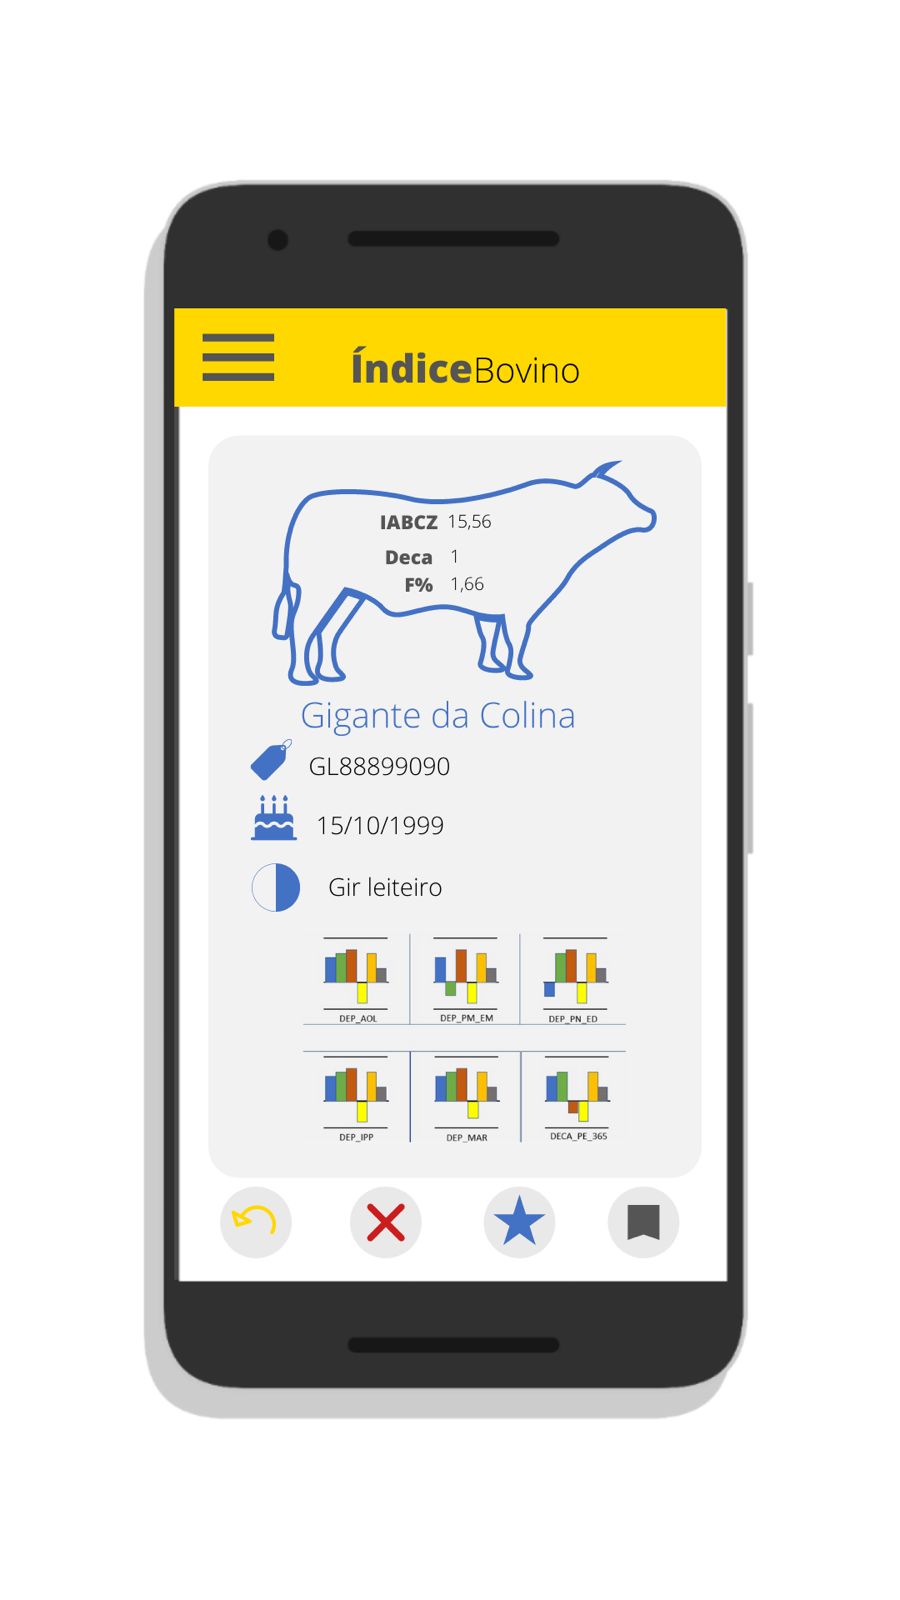 ÍndiceBovino
IABCZ 15,56
Deca 1
F% 1,66
Gigante da Colina
GL88899090
15/10/1999
Gir leiteiro
DEP_AOL DEP_PM_EM DEP_PN_ED
DEP_IPP DEP_MAR DECA_PE_365